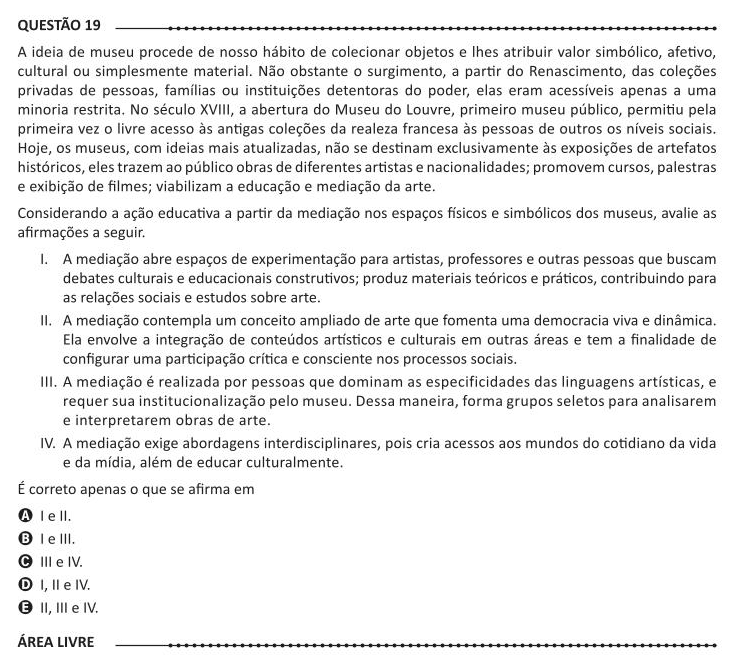 QUESTÃO 19
A ideia de museu procede de nosso hábito de colecionar objetos e lhes atribuir valor simbólico, afetivo,
cultural ou simplesmente material. Não obstante o surgimento, a partir do Renascimento, das coleções
privadas de pessoas, famílias ou instituições detentoras do poder, elas eram acessíveis apenas a uma
minoria restrita. No século XVIII, a abertura do Museu do Louvre, primeiro museu público, permitiu pela
primeira vez o livre acesso às antigas coleções da realeza francesa às pessoas de outros os níveis sociais.
Hoje, os museus, com ideias mais atualizadas, não se destinam exclusivamente às exposições de artefatos
históricos, eles trazem ao público obras de diferentes artistas e nacionalidades; promovem cursos, palestras
e exibição de filmes; viabilizam a educação e mediação da arte.
Considerando a ação educativa a partir da mediação nos espaços físicos e simbólicos dos museus, avalie as
afirmações a seguir.
I. A mediação abre espaços de experimentação para artistas, professores e outras pessoas que buscam
debates culturais e educacionais construtivos; produz materiais teóricos e práticos, contribuindo para
as relações sociais e estudos sobre arte.
II. A mediação contempla um conceito ampliado de arte que fomenta uma democracia viva e dinâmica.
Ela envolve a integração de conteúdos artísticos e culturais em outras áreas e tem a finalidade de
configurar uma participação crítica e consciente nos processos sociais.
III. A mediação é realizada por pessoas que dominam as especificidades das linguagens artísticas, e
requer sua institucionalização pelo museu. Dessa maneira, forma grupos seletos para analisarem
e interpretarem obras de arte.
IV. A mediação exige abordagens interdisciplinares, pois cria acessos aos mundos do cotidiano da vida
e da mídia, além de educar culturalmente.
É correto apenas o que se afirma em
A I e II.
B I e III.
C III e IV.
D I, II e IV.
E II, III e IV.
ÁREA LIVRE